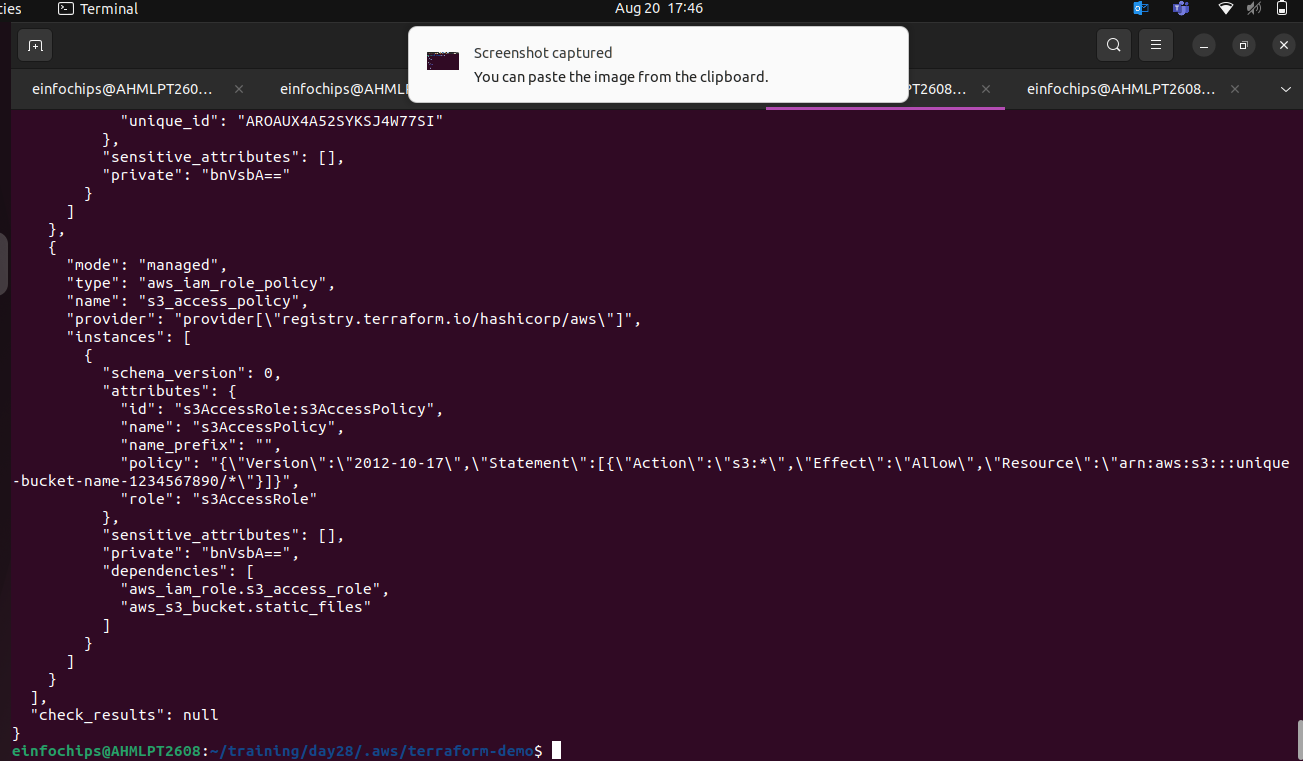 cies
Terminal
Aug 20 17:46
Screenshot captured
You can paste the image from the clipboard.
einfochips@AHMLPT260...
einfochips@AHMLP
PT2608...
einfochips@AHMLPT2608...
"unique_id": "AROAUX4A52SYKSJ4W77SI"
},
"sensitive_attributes": [],
"private": "bnVsbA=="
}
]
},
{
"mode": "managed",
"type": "aws_iam_role_policy",
"name": "s3_access_policy",
"provider": "provider[\"registry.terraform.io/hashicorp/aws\"]",
"instances": [
{
"schema_version": 0,
"attributes": {
"id": "s3AccessRole:s3AccessPolicy",
"name": "s3AccessPolicy",
"name_prefix": "",
"policy": "{\"Version\":\"2012-10-17\",\"Statement\":[{\"Action\":\"s3:*\",\"Effect\":\"Allow\",\"Resource\":\"arn:aws:s3:::unique
-bucket-name-1234567890/*\"}]}",
"role": "s3AccessRole"
},
"sensitive_attributes": [],
"private": "bnVsbA==",
"dependencies": [
"aws_iam_role.s3_access_role",
"aws_s3_bucket.static_files"
]
}
]
}
],
"check_results": null
}
einfochips@AHMLPT2608:~/training/day28/.aws/terraform-demo$